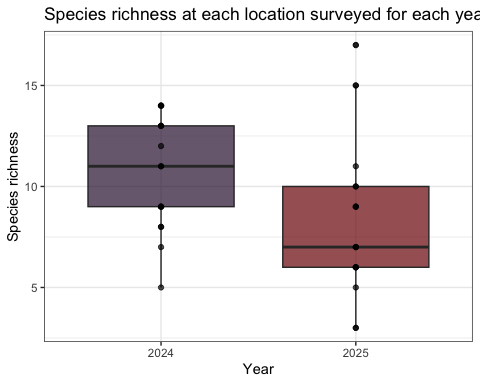 Species richness at each location surveyed for each yea
Species richness
15
10
5
2024
2025
Year